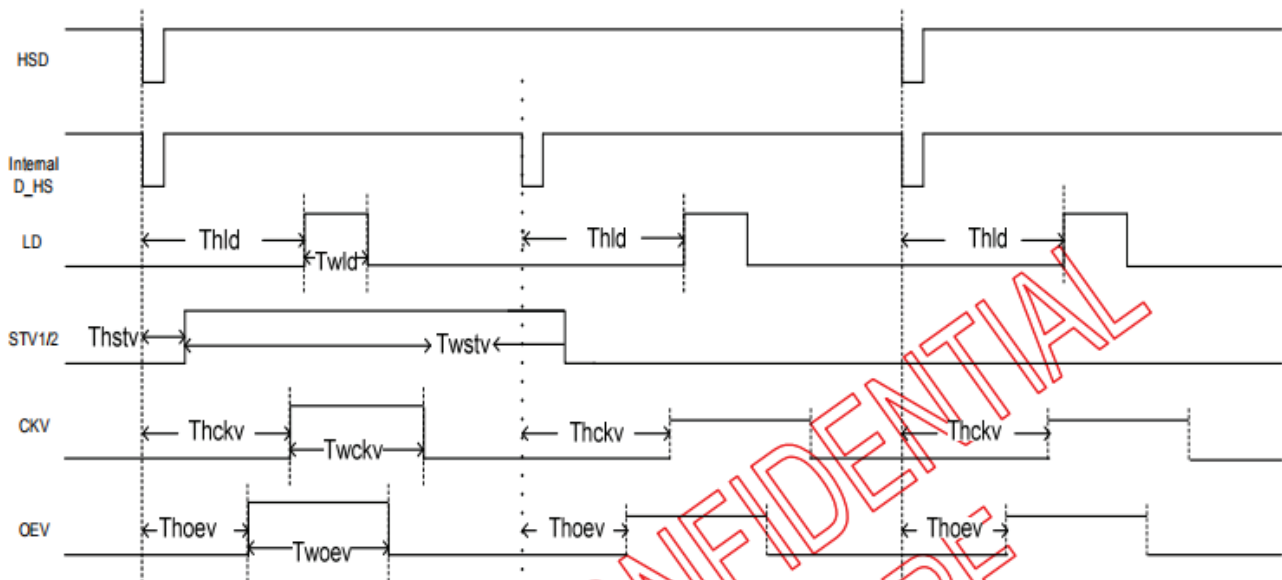 HSD
Internal
D_HS
LD
Thld
Thld
Thld
Twld
STV1/2
Thstv
Twstv
CKV
Thckv
Thckv
Thckv
Twckv
OEV
Thoev
Thoev
Thoev
Twoev